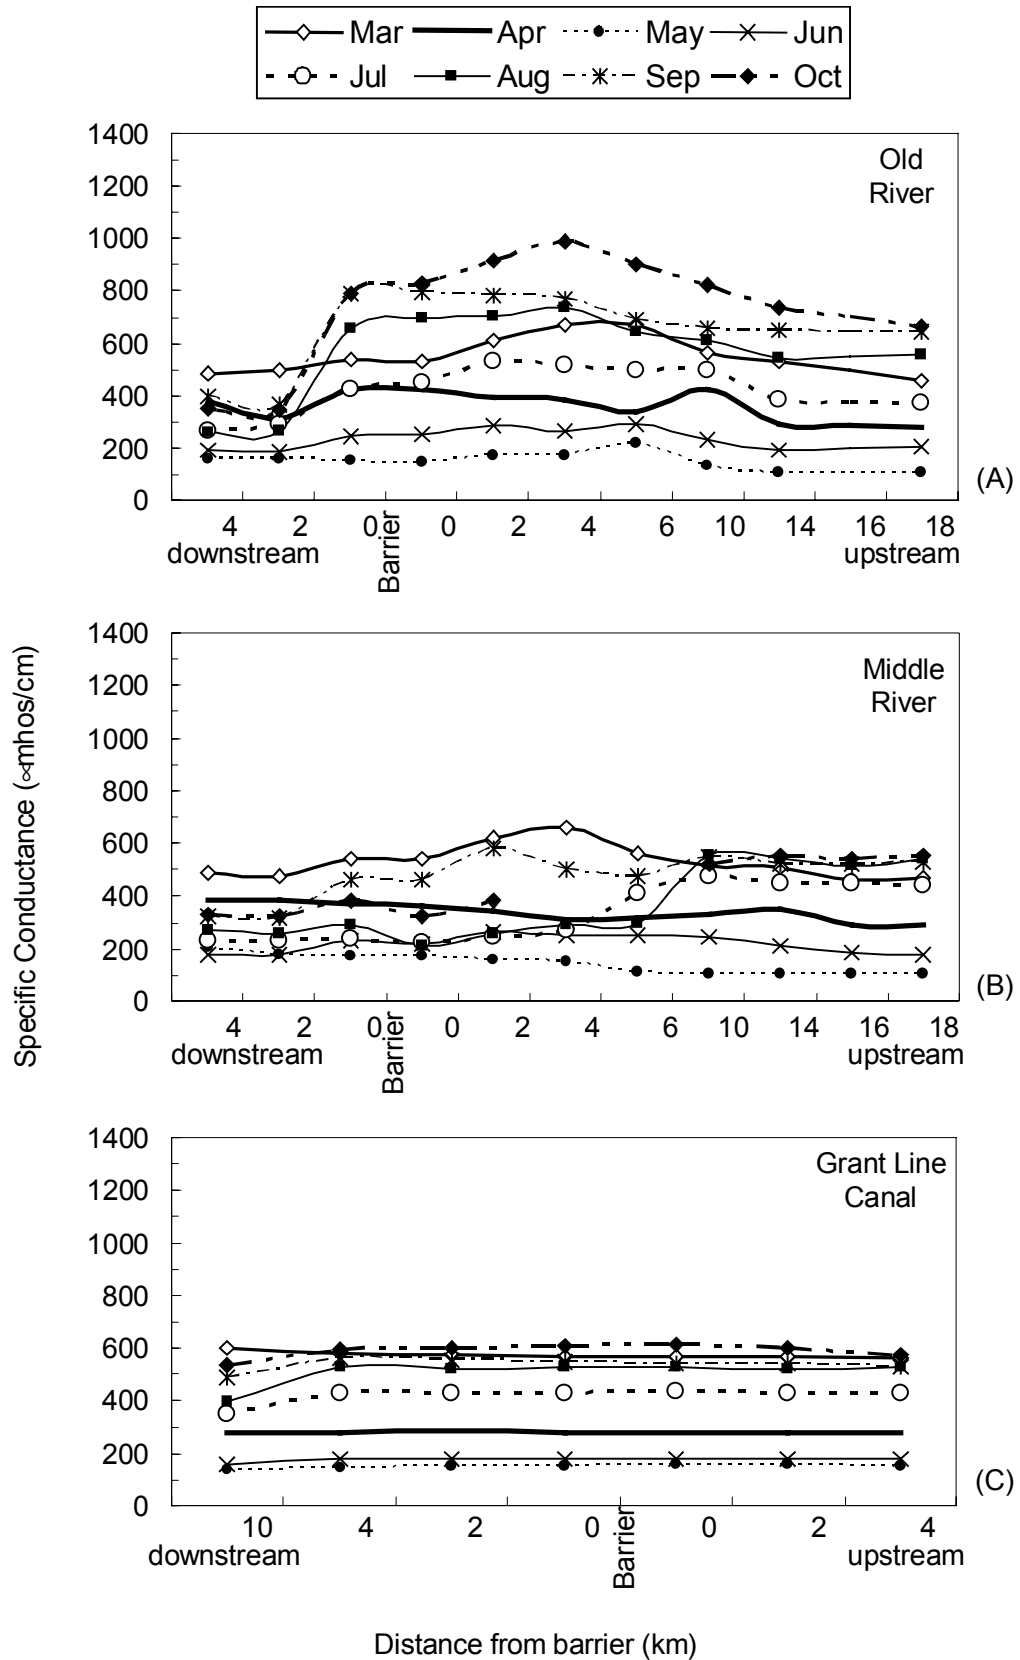 Mar Apr May Jun
Jul Aug Sep Oct
Old
River
1400
1200
1000
800
600
400
200
0
4 2 0 0 2 4 6 10 14 16 18
Barrier
downstream upstream
(A)
Middle
River
1400
1200
1000
800
600
400
200
0
4 2 0 0 2 4 6 10 14 16 18
Barrier
downstream upstream
(B)
Specific Conductance (∝mhos/cm)
Grant Line
Canal
1400
1200
1000
800
600
400
200
0
10 4 2 0 0 2 4
Barrier
downstream upstream
(C)
Distance from barrier (km)